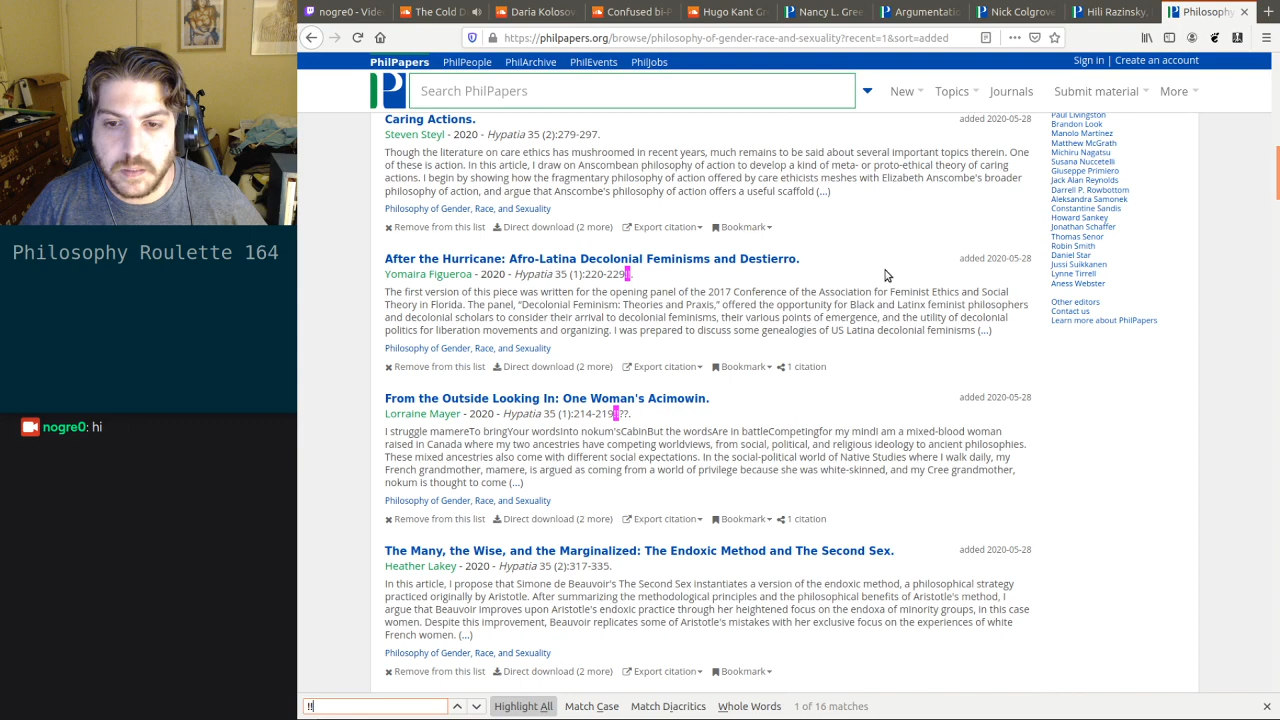 nogre0 - Vide
The Cold D
Daria Kolosov
Confused bi-P
Hugo Kant Gr
Nancy L. Gree
Argumentatio
Nick Colgrove
Hili Razinsky,
Philosophy
https://philpapers.org/browse/philosophy-of-gender-race-and-sexuality?recent=1&sort=added
PhilPapers PhilPeople PhilArchive PhilEvents PhilJobs
Sign in | Create an account
Search PhilPapers
New Topics Journals Submit material More
Caring Actions.
added 2020-05-28
Steven Steyl - 2020 - Hypatia 35 (2):279-297.
Though the literature on care ethics has mushroomed in recent years, much remains to be said about several important topics therein. One
of these is action. In this article, I draw on Anscombean philosophy of action to develop a kind of meta- or proto-ethical theory of caring
actions. I begin by showing how the fragmentary philosophy of action offered by care ethicists meshes with Elizabeth Anscombe's broader
philosophy of action, and argue that Anscombe's philosophy of action offers a useful scaffold (...)
Philosophy of Gender, Race, and Sexuality
Remove from this list Direct download (2 more) Export citation Bookmark
After the Hurricane: Afro-Latina Decolonial Feminisms and Destierro.
added 2020-05-28
Yomaira Figueroa - 2020 - Hypatia 35 (1):220-229
The first version of this piece was written for the opening panel of the 2017 Conference of the Association for Feminist Ethics and Social
Theory in Florida. The panel, “Decolonial Feminism: Theories and Praxis,” offered the opportunity for Black and Latinx feminist philosophers
and decolonial scholars to consider their arrival to decolonial feminisms, their various points of emergence, and the utility of decolonial
politics for liberation movements and organizing. I was prepared to discuss some genealogies of US Latina decolonial feminisms (...)
Philosophy of Gender, Race, and Sexuality
Remove from this list Direct download (2 more) Export citation Bookmark 1 citation
From the Outside Looking In: One Woman's Acimowin.
added 2020-05-28
Lorraine Mayer - 2020 - Hypatia 35 (1):214-219
I struggle mamereTo bringYour wordsInto nokum'sCabinBut the wordsAre in battleCompetingfor my mindI am a mixed-blood woman
raised in Canada where my two ancestries have competing worldviews, from social, political, and religious ideology to ancient philosophies.
These mixed ancestries also come with different social expectations. In the social-political world of Native Studies where I walk daily, my
French grandmother, mamere, is argued as coming from a world of privilege because she was white-skinned, and my Cree grandmother,
nokum is thought to come (...)
Philosophy of Gender, Race, and Sexuality
Remove from this list Direct download (2 more) Export citation Bookmark 1 citation
The Many, the Wise, and the Marginalized: The Endoxic Method and The Second Sex.
added 2020-05-28
Heather Lakey - 2020 - Hypatia 35 (2):317-335.
In this article, I propose that Simone de Beauvoir's The Second Sex instantiates a version of the endoxic method, a philosophical strategy
practiced originally by Aristotle. After summarizing the methodological principles and the philosophical benefits of Aristotle's method, I
argue that Beauvoir improves upon Aristotle's endoxic practice through her heightened focus on the endoxa of minority groups, in this case
women. Despite this improvement, Beauvoir replicates some of Aristotle's mistakes with her exclusive focus on the experiences of white
French women. (...)
Philosophy of Gender, Race, and Sexuality
Remove from this list Direct download (2 more) Export citation Bookmark
Paul Livingston
Brandon Look
Manolo Martínez
Matthew McGrath
Michiru Nagatsu
Susana Nuccetelli
Giuseppe Primiero
Jack Alan Reynolds
Darrell P. Rowbottom
Aleksandra Samonek
Constantine Sandis
Howard Sankey
Jonathan Schaffer
Thomas Senor
Robin Smith
Daniel Star
Jussi Suikkanen
Lynne Tirrell
Aness Webster
Other editors
Contact us
Learn more about PhilPapers
Philosophy Roulette 164
nogre0: hi
!!
Highlight All Match Case Match Diacritics Whole Words 1 of 16 matches